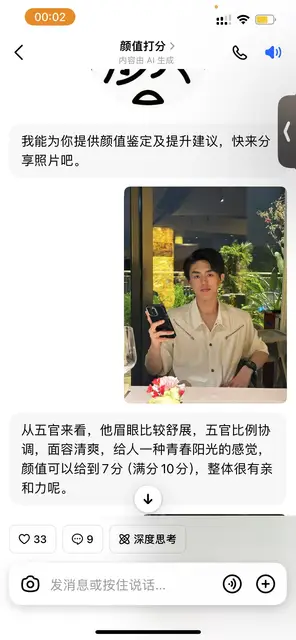 00:02
颜值打分
内容由 AI 生成
我能为你提供颜值鉴定及提升建议，快来分
享照片吧。
从五官来看，他眉眼比较舒展，五官比例协
调，面容清爽，给人一种青春阳光的感觉，
颜值可以给到 7 分 (满分 10 分)，整体很有亲
和力呢。
33
9
深度思考
发消息或按住说话...